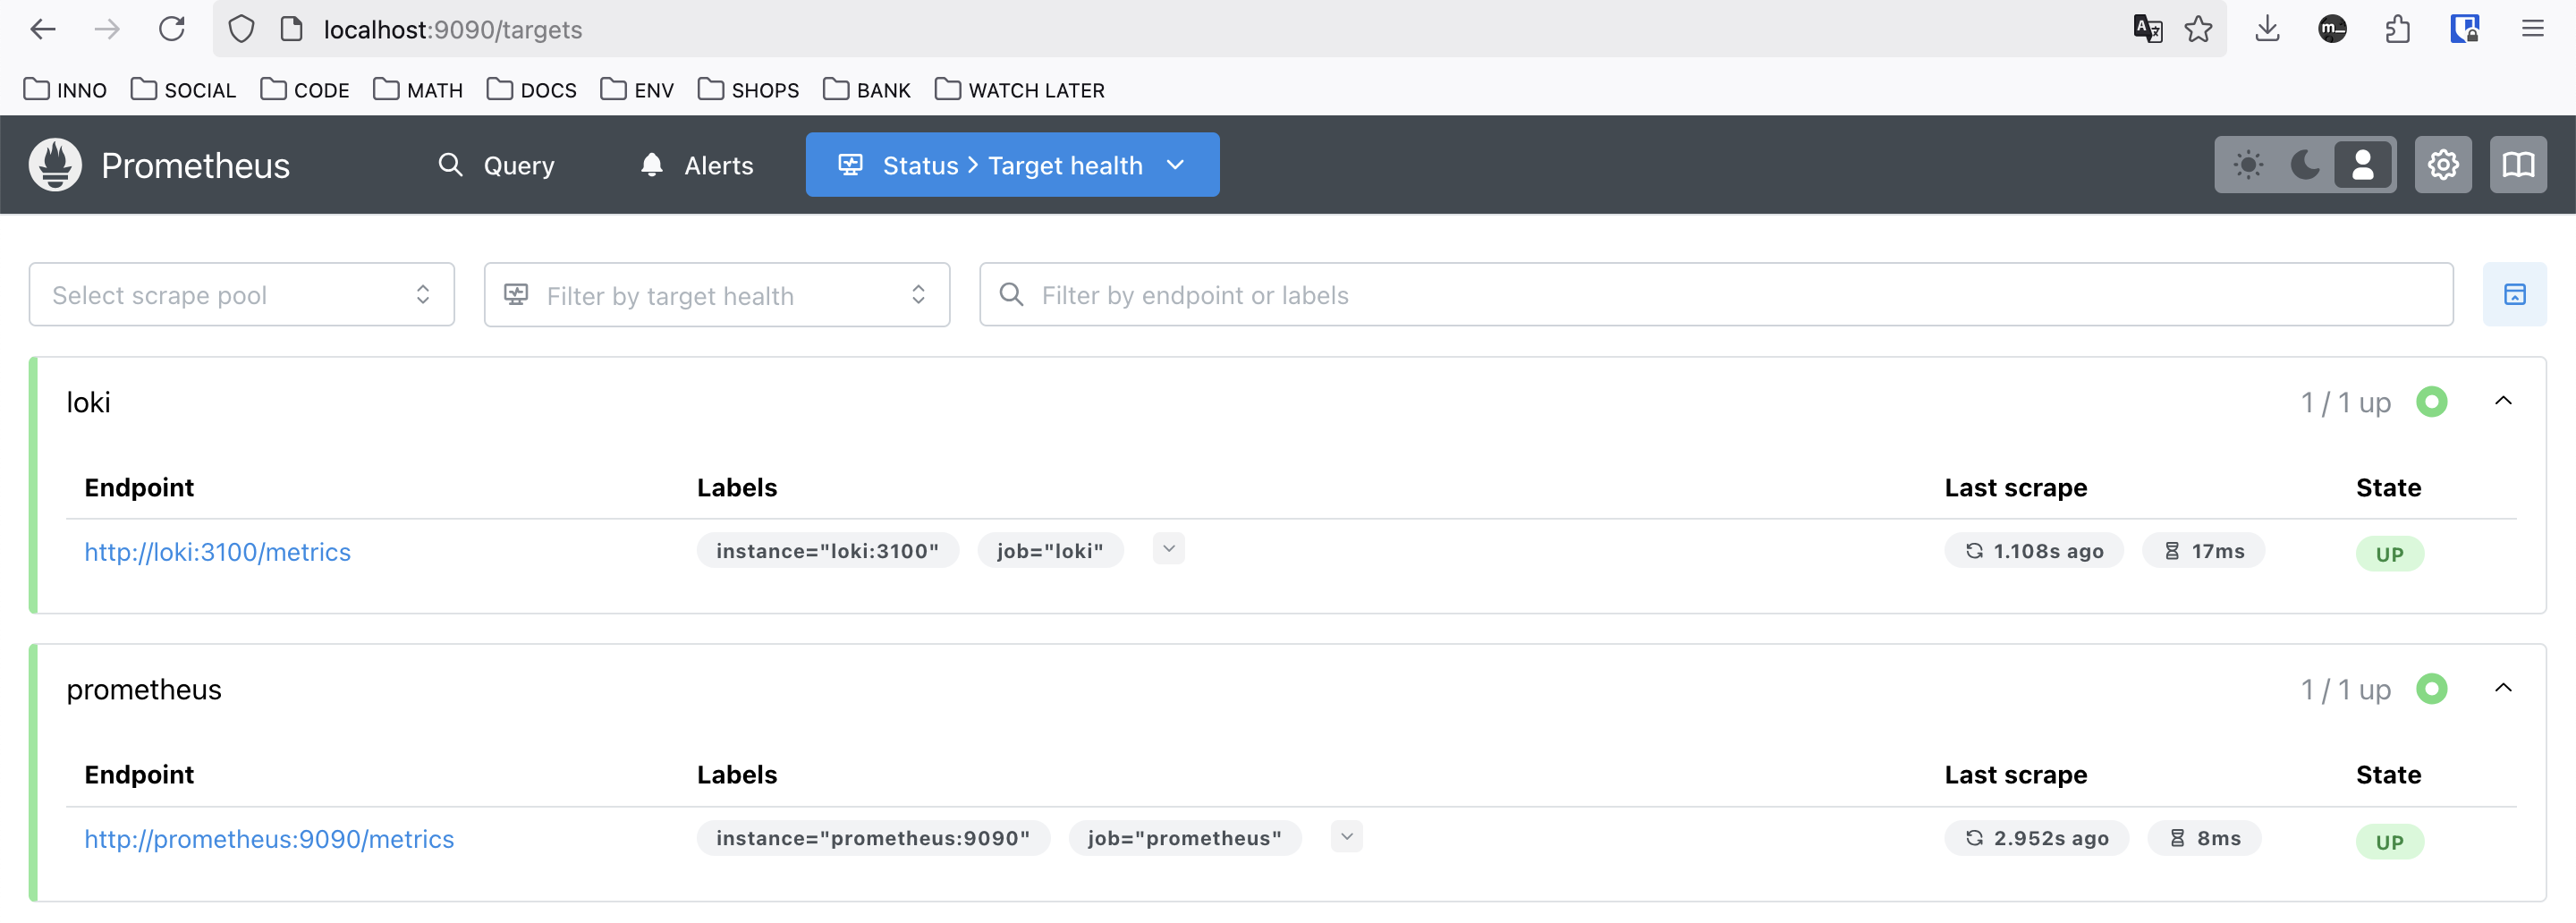 localhost:9090/targets
INNO SOCIAL CODE MATH DOCS ENV SHOPS BANK WATCH LATER
Prometheus Query Alerts Status > Target health
Select scrape pool Filter by target health Filter by endpoint or labels
loki 1 / 1 up
Endpoint Labels Last scrape State
http://loki:3100/metrics instance="loki:3100" job="loki" 1.108s ago 17ms UP
prometheus 1 / 1 up
Endpoint Labels Last scrape State
http://prometheus:9090/metrics instance="prometheus:9090" job="prometheus" 2.952s ago 8ms UP